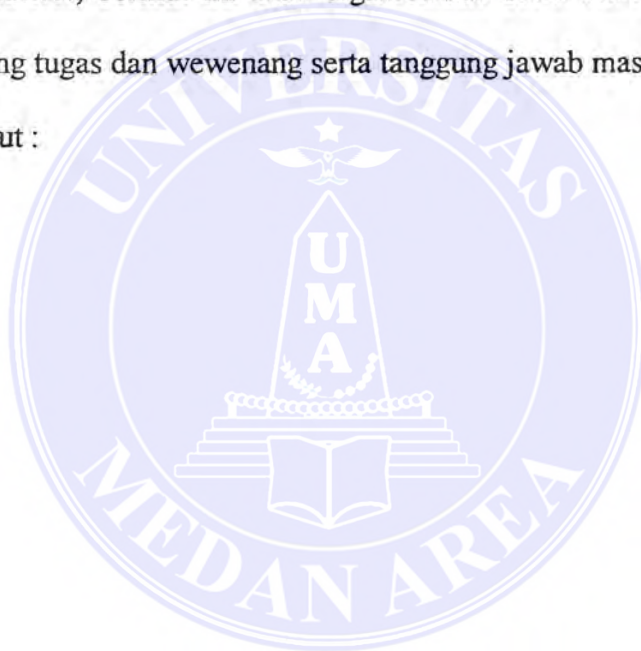 ng tugas dan wewenang serta tanggung jawab mas
ut :
UNIVERSITAS
U
M
A
MEDAN AREA